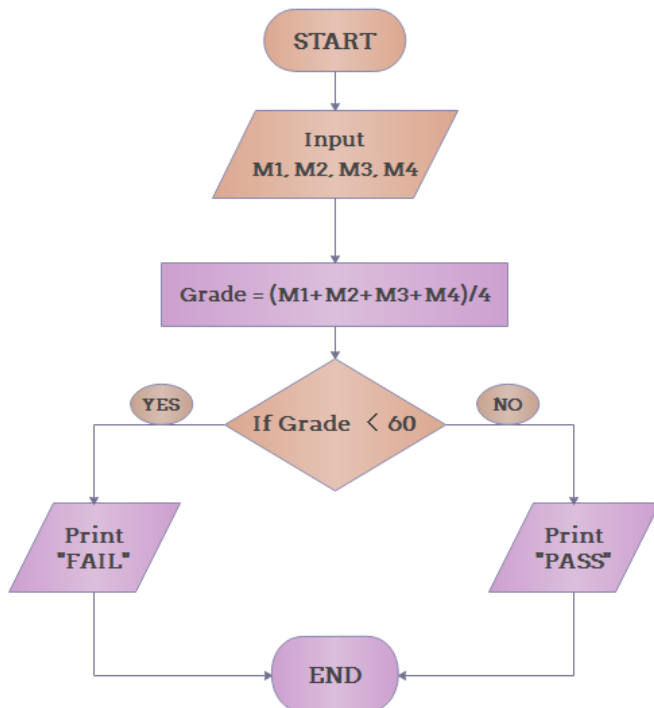 START
Input
M1, M2, M3, M4
Grade = (M1+M2+M3+M4)/4
If Grade < 60
YES
NO
Print
"FAIL"
Print
"PASS"
END